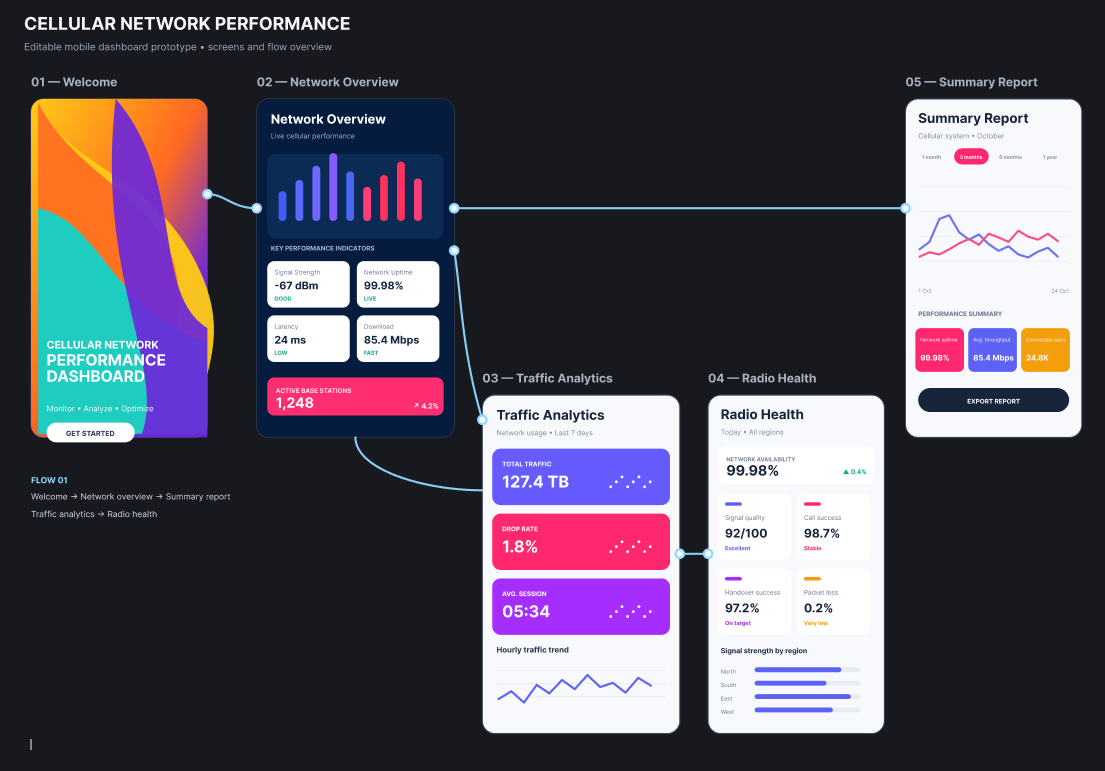 CELLULAR NETWORK PERFORMANCE
Editable mobile dashboard prototype • screens and flow overview
01 — Welcome
CELLULAR NETWORK
PERFORMANCE
DASHBOARD
Monitor • Analyze • Optimize
GET STARTED
FLOW 01
Welcome → Network overview → Summary report
Traffic analytics → Radio health
02 — Network Overview
Network Overview
Live cellular performance
KEY PERFORMANCE INDICATORS
Signal Strength
-67 dBm
GOOD
Network Uptime
99.98%
LIVE
Latency
24 ms
LOW
Download
85.4 Mbps
FAST
ACTIVE BASE STATIONS
1,248
↗ 4.2%
03 — Traffic Analytics
Traffic Analytics
Network usage • Last 7 days
TOTAL TRAFFIC
127.4 TB
DROP RATE
1.8%
AVG. SESSION
05:34
Hourly traffic trend
04 — Radio Health
Radio Health
Today • All regions
NETWORK AVAILABILITY
99.98%
▲ 0.4%
Signal quality
92/100
Excellent
Call success
98.7%
Stable
Handover success
97.2%
On target
Packet loss
0.2%
Very low
Signal strength by region
North
South
East
West
05 — Summary Report
Summary Report
Cellular system • October
1 month 3 months 6 months 1 year
1 Oct 24 Oct
PERFORMANCE SUMMARY
Network uptime
99.98%
Avg. throughput
85.4 Mbps
Connected users
24.8K
EXPORT REPORT